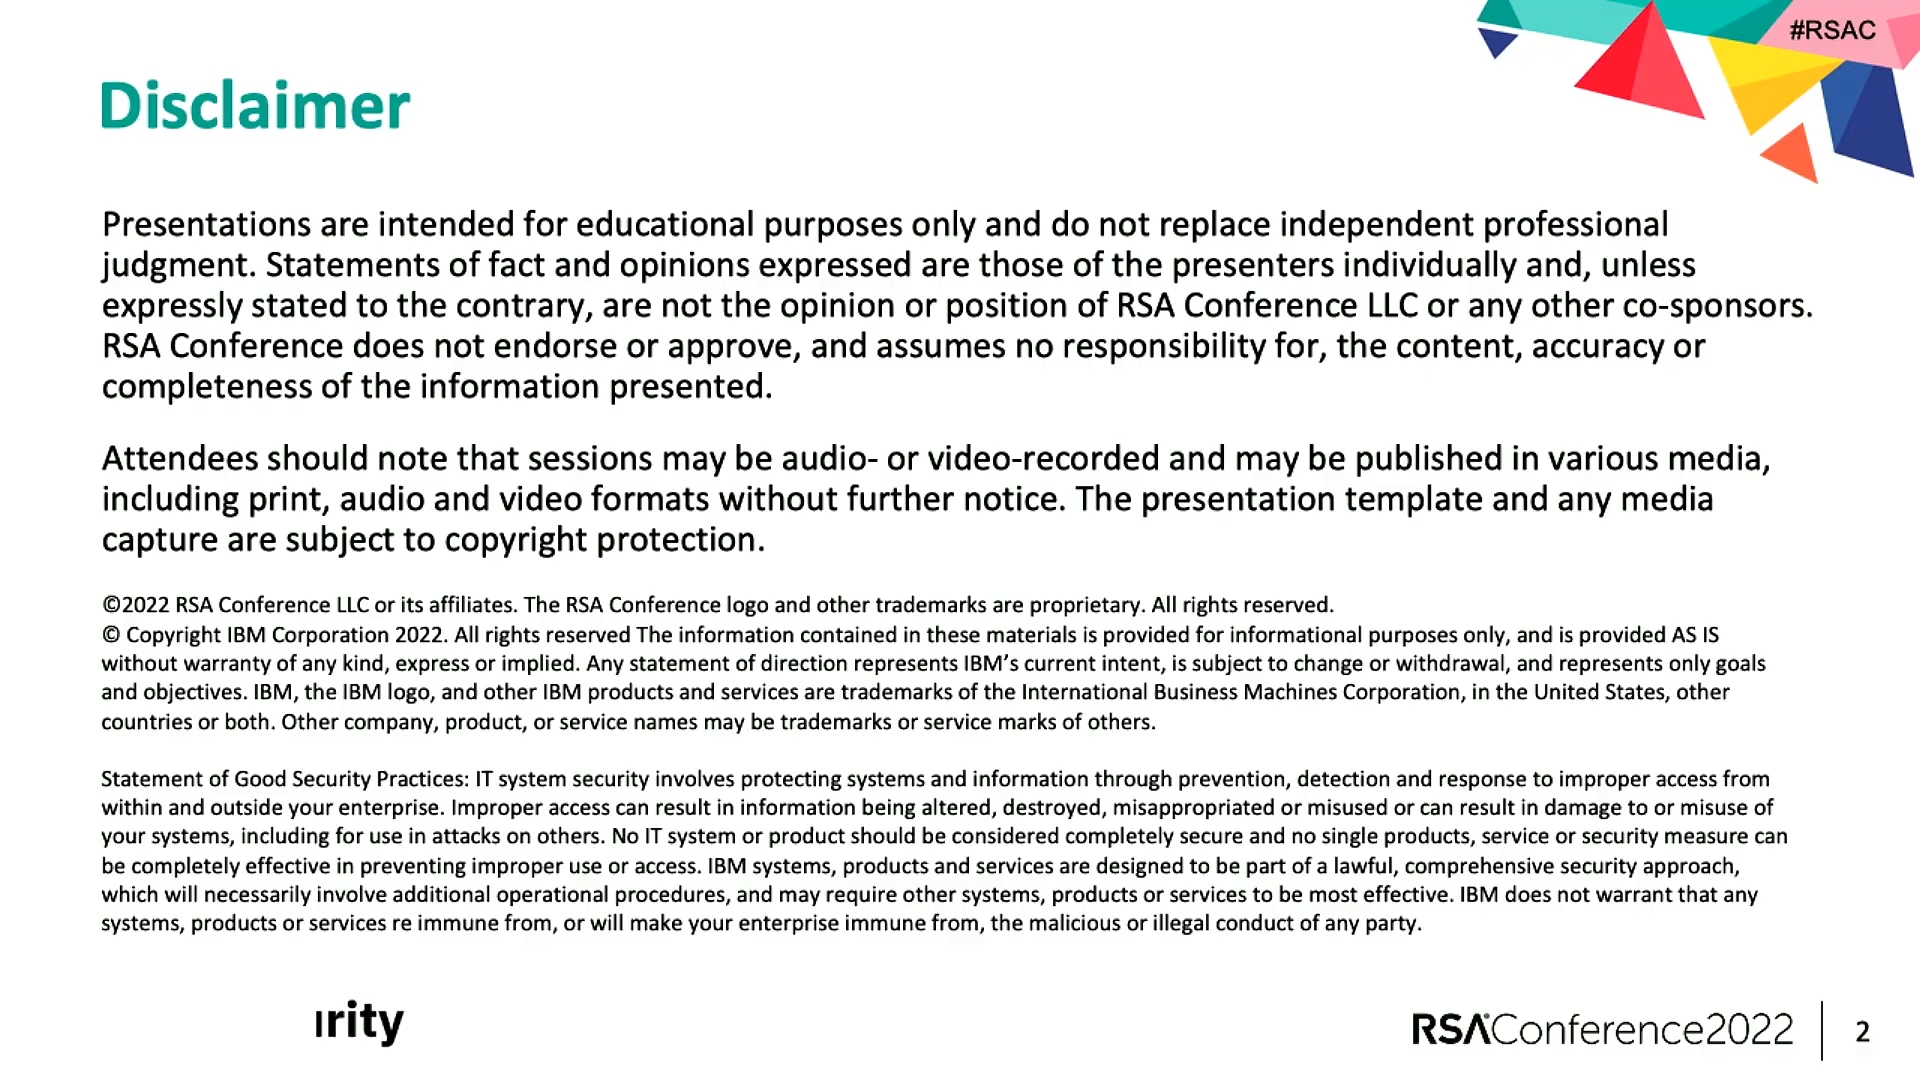 #RSAC
Disclaimer
Presentations are intended for educational purposes only and do not replace independent professional
judgment. Statements of fact and opinions expressed are those of the presenters individually and, unless
expressly stated to the contrary, are not the opinion or position of RSA Conference LLC or any other co-sponsors.
RSA Conference does not endorse or approve, and assumes no responsibility for, the content, accuracy or
completeness of the information presented.
Attendees should note that sessions may be audio- or video-recorded and may be published in various media,
including print, audio and video formats without further notice. The presentation template and any media
capture are subject to copyright protection.
©2022 RSA Conference LLC or its affiliates. The RSA Conference logo and other trademarks are proprietary. All rights reserved.
© Copyright IBM Corporation 2022. All rights reserved The information contained in these materials is provided for informational purposes only, and is provided AS IS
without warranty of any kind, express or implied. Any statement of direction represents IBM’s current intent, is subject to change or withdrawal, and represents only goals
and objectives. IBM, the IBM logo, and other IBM products and services are trademarks of the International Business Machines Corporation, in the United States, other
countries or both. Other company, product, or service names may be trademarks or service marks of others.
Statement of Good Security Practices: IT system security involves protecting systems and information through prevention, detection and response to improper access from
within and outside your enterprise. Improper access can result in information being altered, destroyed, misappropriated or misused or can result in damage to or misuse of
your systems, including for use in attacks on others. No IT system or product should be considered completely secure and no single products, service or security measure can
be completely effective in preventing improper use or access. IBM systems, products and services are designed to be part of a lawful, comprehensive security approach,
which will necessarily involve additional operational procedures, and may require other systems, products or services to be most effective. IBM does not warrant that any
systems, products or services re immune from, or will make your enterprise immune from, the malicious or illegal conduct of any party.
rity
RSAConference2022
2